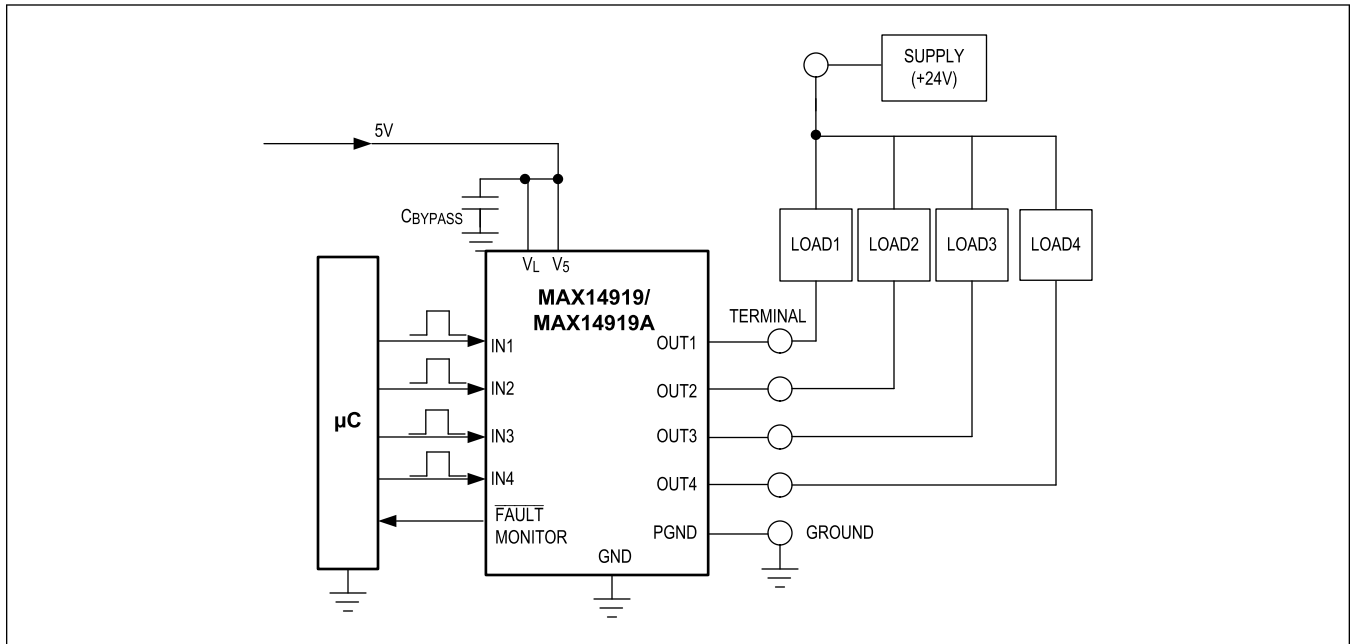 SUPPLY
(+24V)
5V
CBYPASS
LOAD1
LOAD2
LOAD3
LOAD4
VL
V5
MAX14919/
MAX14919A
TERMINAL
IN1
OUT1
IN2
OUT2
µC
IN3
OUT3
IN4
OUT4
FAULT
MONITOR
PGND
GROUND
GND